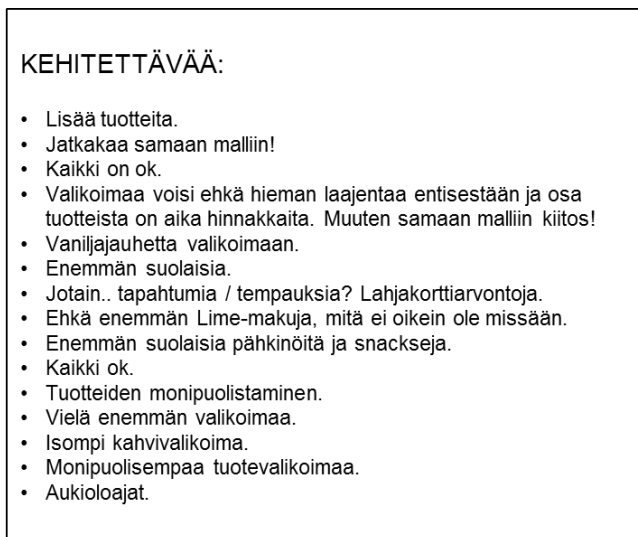 KEHITETTÄVÄÄ:
• Lisää tuotteita.
• Jatkakaa samaan malliin!
• Kaikki on ok.
• Valikoimaa voisi ehkä hieman laajentaa entisestään ja osa
tuotteista on aika hinnakkaita. Muuten samaan malliin kiitos!
• Vaniljajauhetta valikoimaan.
• Enemmän suolaisia.
• Jotain.. tapahtumia / tempauksia? Lahjakorttiarvontoja.
• Ehkä enemmän Lime-makuja, mitä ei oikein ole missään.
• Enemmän suolaisia pähkinöitä ja snackseja.
• Kaikki ok.
• Tuotteiden monipuolistaminen.
• Vielä enemmän valikoimaa.
• Isompi kahvivalikoima.
• Monipuolisempaa tuotevalikoimaa.
• Aukioloajat.